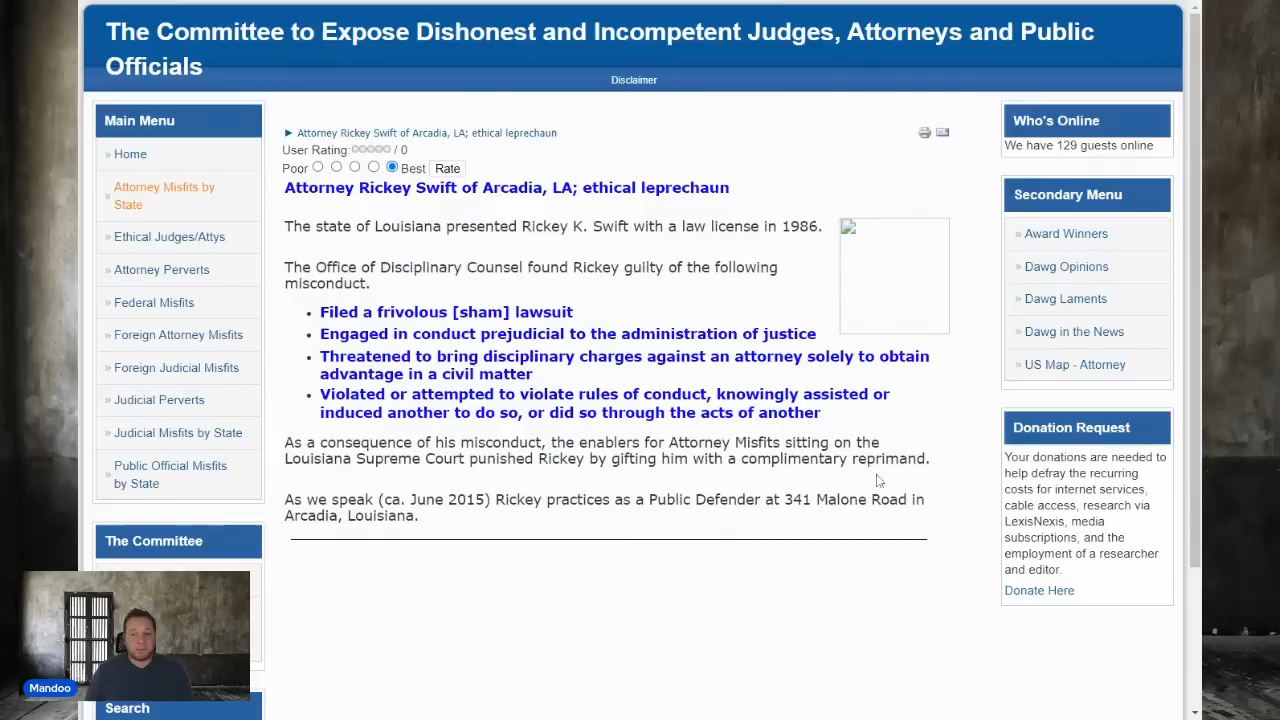 The Committee to Expose Dishonest and Incompetent Judges, Attorneys and Public
Officials
Disclaimer
Main Menu
Home
Attorney Misfits by
State
Ethical Judges/Attys
Attorney Perverts
Federal Misfits
Foreign Attorney Misfits
Foreign Judicial Misfits
Judicial Perverts
Judicial Misfits by State
Public Official Misfits
by State
The Committee
Search
Mandoo
Attorney Rickey Swift of Arcadia, LA; ethical leprechaun
User Rating: / 0
Poor Best Rate
Attorney Rickey Swift of Arcadia, LA; ethical leprechaun
The state of Louisiana presented Rickey K. Swift with a law license in 1986.
The Office of Disciplinary Counsel found Rickey guilty of the following
misconduct.
• Filed a frivolous [sham] lawsuit
• Engaged in conduct prejudicial to the administration of justice
• Threatened to bring disciplinary charges against an attorney solely to obtain
advantage in a civil matter
• Violated or attempted to violate rules of conduct, knowingly assisted or
induced another to do so, or did so through the acts of another
As a consequence of his misconduct, the enablers for Attorney Misfits sitting on the
Louisiana Supreme Court punished Rickey by gifting him with a complimentary reprimand.
As we speak (ca. June 2015) Rickey practices as a Public Defender at 341 Malone Road in
Arcadia, Louisiana.
Who's Online
We have 129 guests online
Secondary Menu
Award Winners
Dawg Opinions
Dawg Laments
Dawg in the News
US Map - Attorney
Donation Request
Your donations are needed to
help defray the recurring
costs for internet services,
cable access, research via
LexisNexis, media
subscriptions, and the
employment of a researcher
and editor.
Donate Here